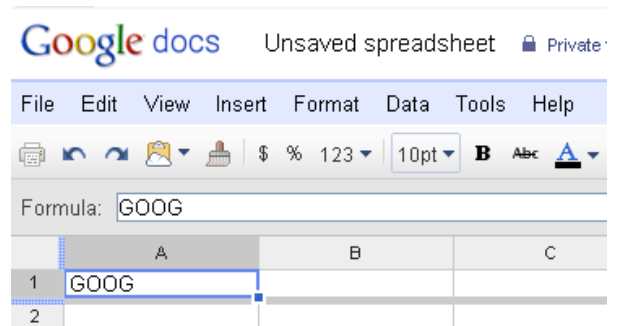 Google docs Unsaved spreadsheet Private
File Edit View Insert Format Data Tools Help
$ % 123 10pt B Abc A
Formula: GOOG
A B C
1 GOOG
2